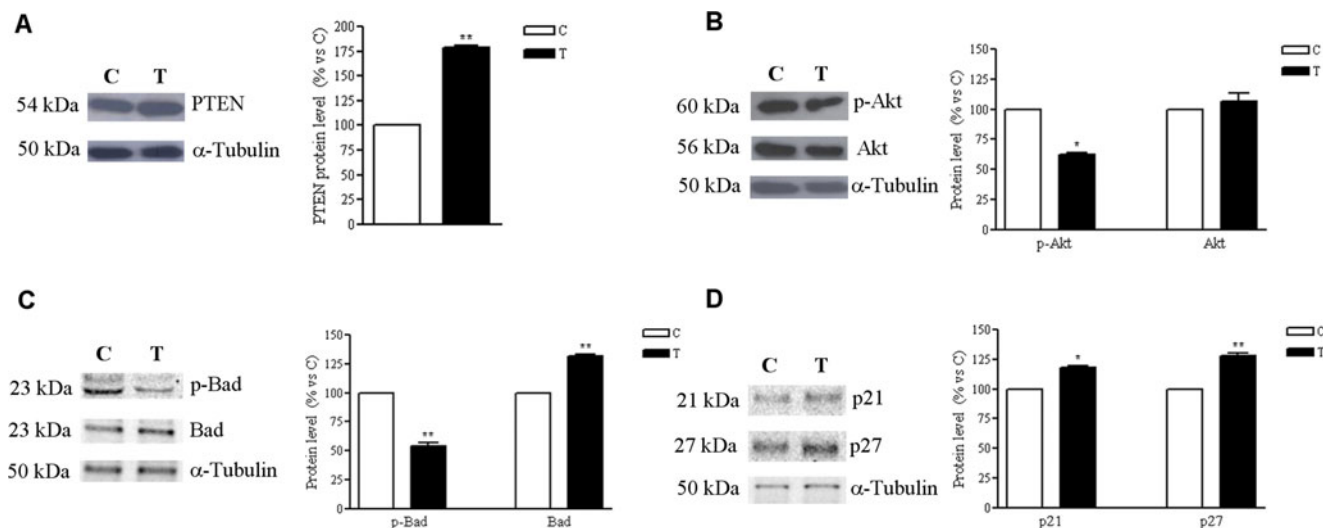 A
C T
54 kDa PTEN
50 kDa α-Tubulin
PTEN protein level (% vs C)
200
175
150
125
100
75
50
25
0
**
C
T
B
C T
60 kDa p-Akt
56 kDa Akt
50 kDa α-Tubulin
Protein level (% vs C)
150
125
100
75
50
25
0
*
p-Akt Akt
C
T
C
C T
23 kDa p-Bad
23 kDa Bad
50 kDa α-Tubulin
Protein level (% vs C)
150
125
100
75
50
25
0
**
**
p-Bad Bad
C
T
D
C T
21 kDa p21
27 kDa p27
50 kDa α-Tubulin
Protein level (% vs C)
150
125
100
75
50
25
0
*
**
p21 p27
C
T